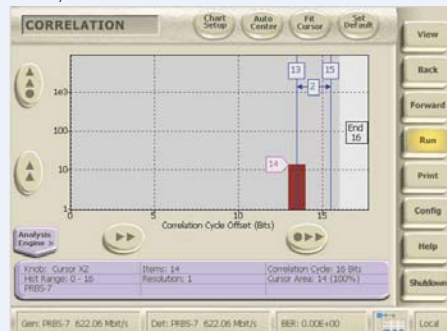 CORRELATION
Chart Setup
Auto Center
Fit Cursor
Set Default
View
Back
Forward
Run
Print
Config
Help
Shutdown
13
15
2
1e3
100
10
1
14
End 16
0
5
10
15
Correlation Cycle Offset (Bits)
Analysis Engine
Knob: Cursor X2
Items: 14
Correlation Cycle: 16 Bits
Hist Range: 0 - 16
Resolution: 1
Cursor Area: 14 (100%)
PRBS-7
Gen: PRBS-7 622.06 Mbit/s
Det: PRBS-7 622.06 Mbit/s
BER: 0.00E+00
Local